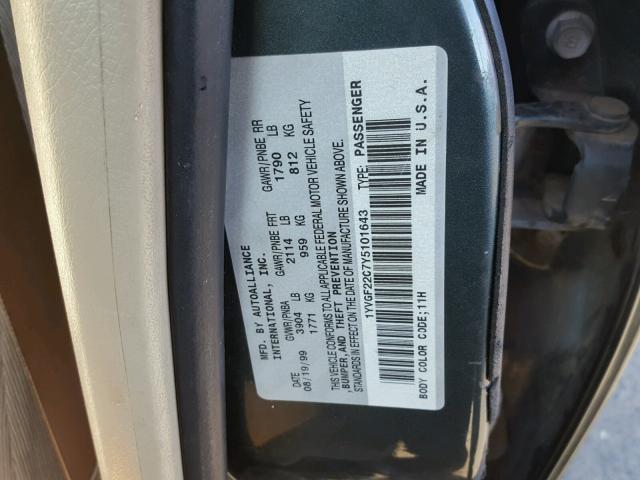 MFD. BY AUTOALLIANCE
INTERNATIONAL, INC.
DATE GVWR/PNBA GAWR/PNBE FRT GAWR/PNBE RR
08/19/99 3904 LB 2114 LB 1790 LB
1771 KG 959 KG 812 KG
THIS VEHICLE CONFORMS TO ALL APPLICABLE FEDERAL MOTOR VEHICLE SAFETY
,BUMPER,AND THEFT PREVENTION
STANDARDS IN EFFECT ON THE DATE OF MANUFACTURE SHOWN ABOVE.
1YVGF22C7Y5101643 TYPE: PASSENGER
BODY COLOR CODE;11H MADE IN U.S.A.